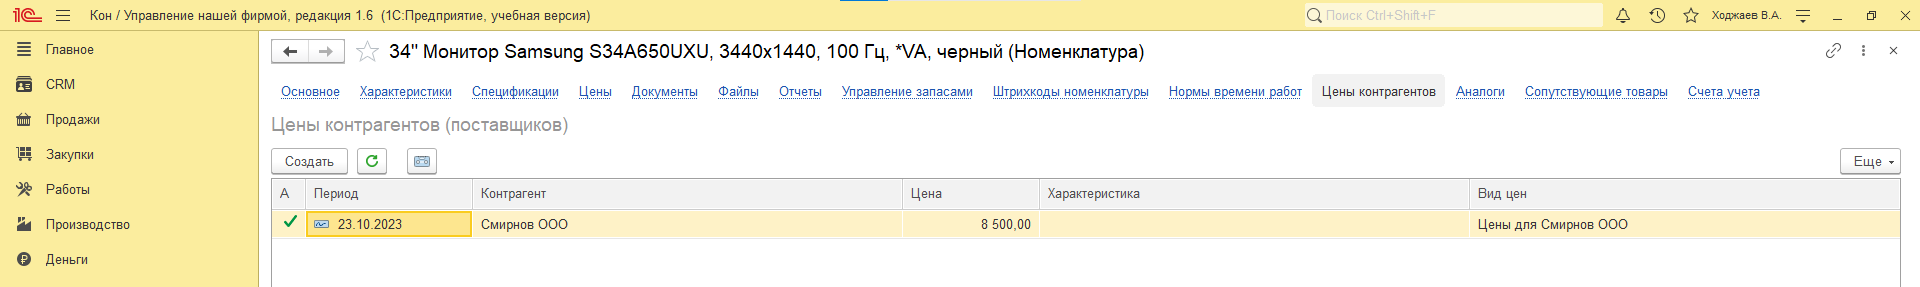 1С Кон / Управление нашей фирмой, редакция 1.6 (1С:Предприятие, учебная версия) Поиск Ctrl+Shift+F Ходжаев В.А.
Главное
CRM
Продажи
Закупки
Работы
Производство
Деньги
34" Монитор Samsung S34A650UXU, 3440x1440, 100 Гц, *VA, черный (Номенклатура)
Основное Характеристики Спецификации Цены Документы Файлы Отчеты Управление запасами Штрихкоды номенклатуры Нормы времени работ Цены контрагентов Аналоги Сопутствующие товары Счета учета
Цены контрагентов (поставщиков)
Создать Еще
А Период Контрагент Цена Характеристика Вид цен
23.10.2023 Смирнов ООО 8 500,00 Цены для Смирнов ООО